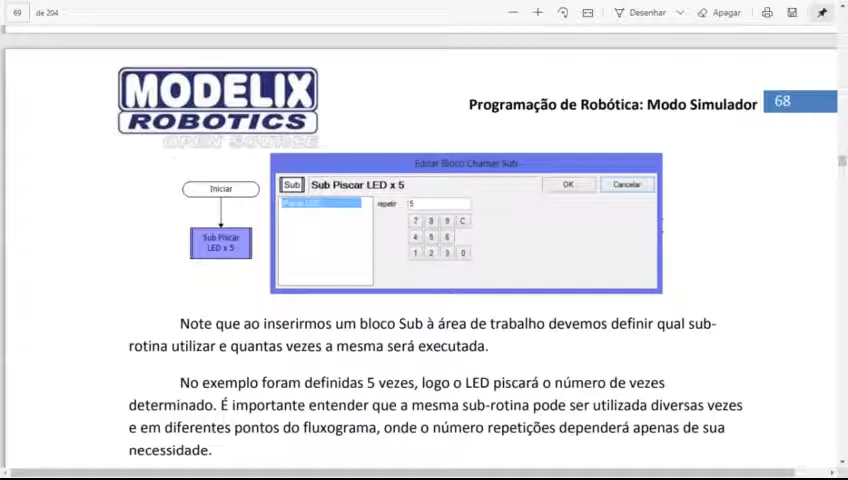 69 de 204
Desenhar
Apagar
MODELIX
ROBOTICS
OPEN SOURCE
Programação de Robótica: Modo Simulador 68
Editar Bloco Chamar Sub
Iniciar
Sub Piscar
LED x 5
Sub Sub Piscar LED x 5
OK
Cancelar
Piscar LED
repetir 5
7 8 9 C
4 5 6
1 2 3 0
Note que ao inserirmos um bloco Sub à área de trabalho devemos definir qual sub-
rotina utilizar e quantas vezes a mesma será executada.
No exemplo foram definidas 5 vezes, logo o LED piscará o número de vezes
determinado. É importante entender que a mesma sub-rotina pode ser utilizada diversas vezes
e em diferentes pontos do fluxograma, onde o número repetições dependerá apenas de sua
necessidade.